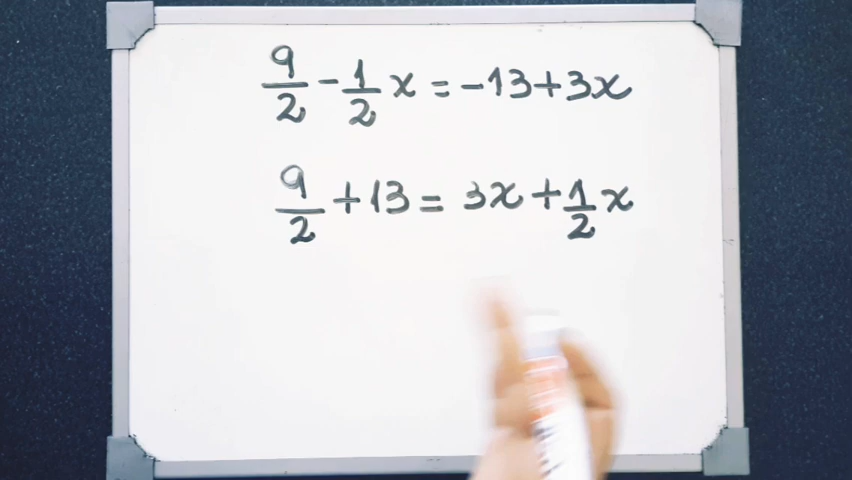 9/2 - 1/2 x = -13 + 3x
9/2 + 13 = 3x + 1/2 x